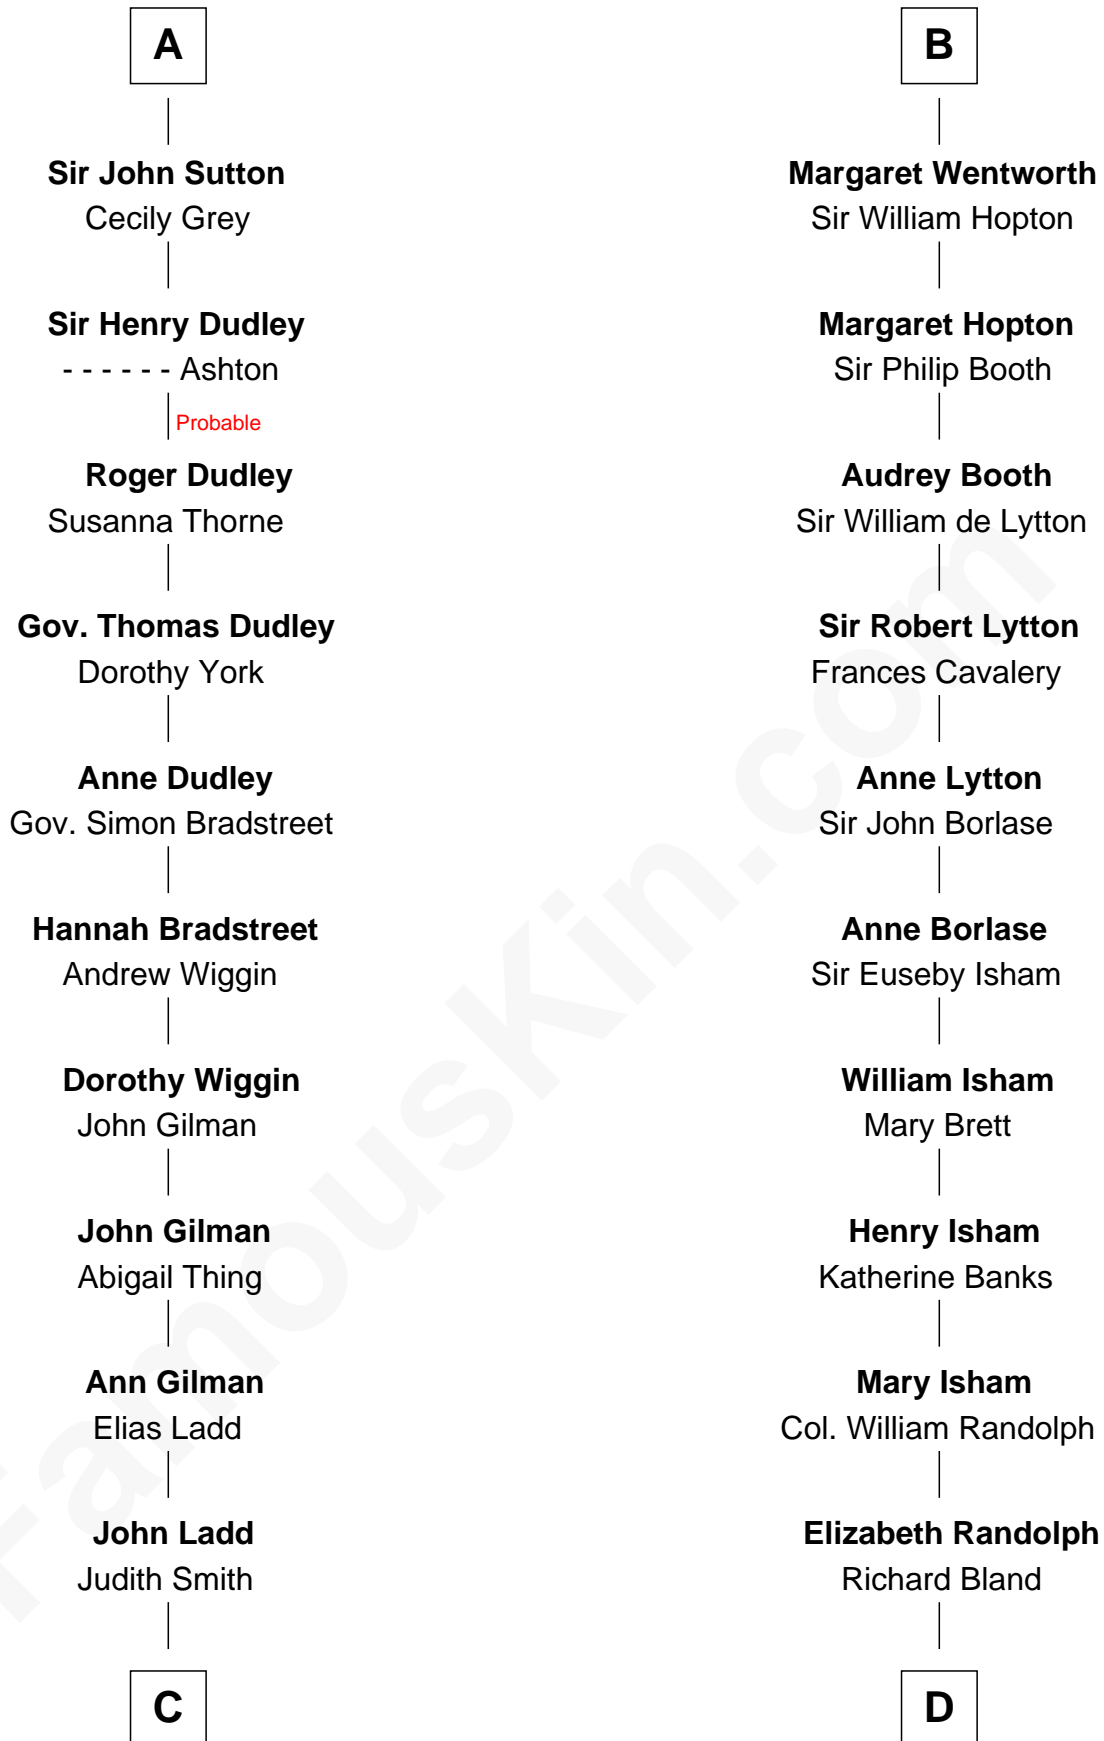 A
Sir John Sutton
Cecily Grey
Sir Henry Dudley
- - - - - - Ashton
Probable
Roger Dudley
Susanna Thorne
Gov. Thomas Dudley
Dorothy York
Anne Dudley
Gov. Simon Bradstreet
Hannah Bradstreet
Andrew Wiggin
Dorothy Wiggin
John Gilman
John Gilman
Abigail Thing
Ann Gilman
Elias Ladd
John Ladd
Judith Smith
C
B
Margaret Wentworth
Sir William Hopton
Margaret Hopton
Sir Philip Booth
Audrey Booth
Sir William de Lytton
Sir Robert Lytton
Frances Cavalery
Anne Lytton
Sir John Borlase
Anne Borlase
Sir Euseby Isham
William Isham
Mary Brett
Henry Isham
Katherine Banks
Mary Isham
Col. William Randolph
Elizabeth Randolph
Richard Bland
D
FamousKin.com